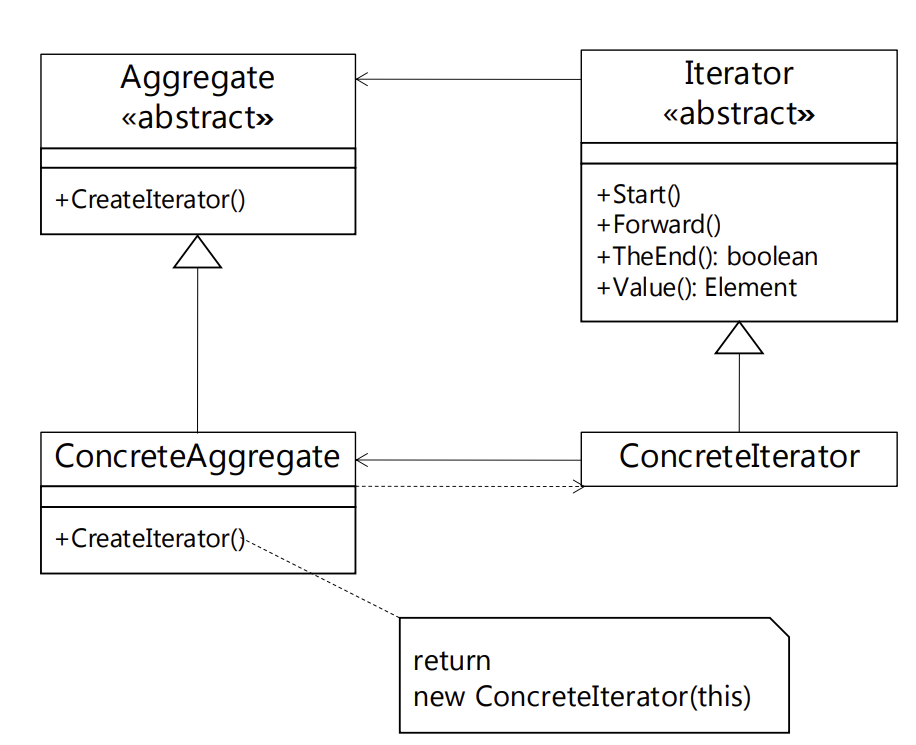 Aggregate
«abstract»
+CreateIterator()
Iterator
«abstract»
+Start()
+Forward()
+TheEnd(): boolean
+Value(): Element
ConcreteAggregate
+CreateIterator()
ConcreteIterator
return
new ConcreteIterator(this)